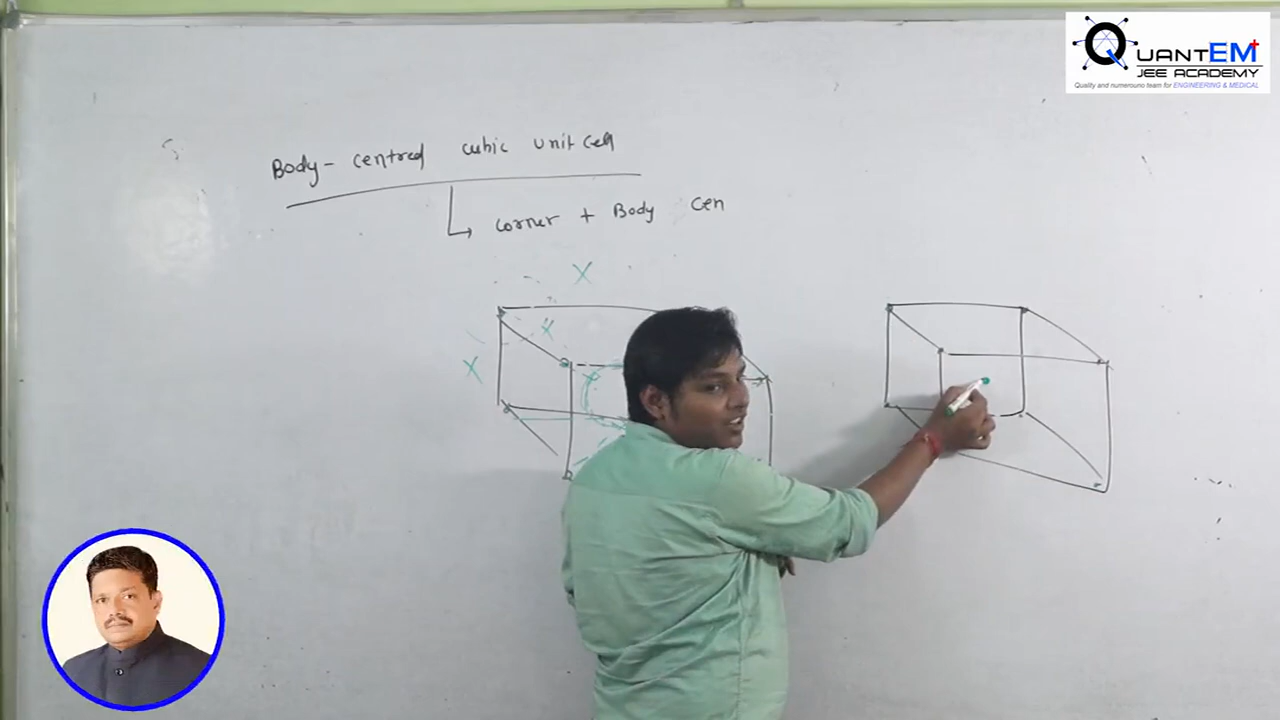 QUANTEM+
JEE ACADEMY
Quality and numerouno team for ENGINEERING & MEDICAL
Body-centred cubic unit cell
corner + Body cen
X
X
X